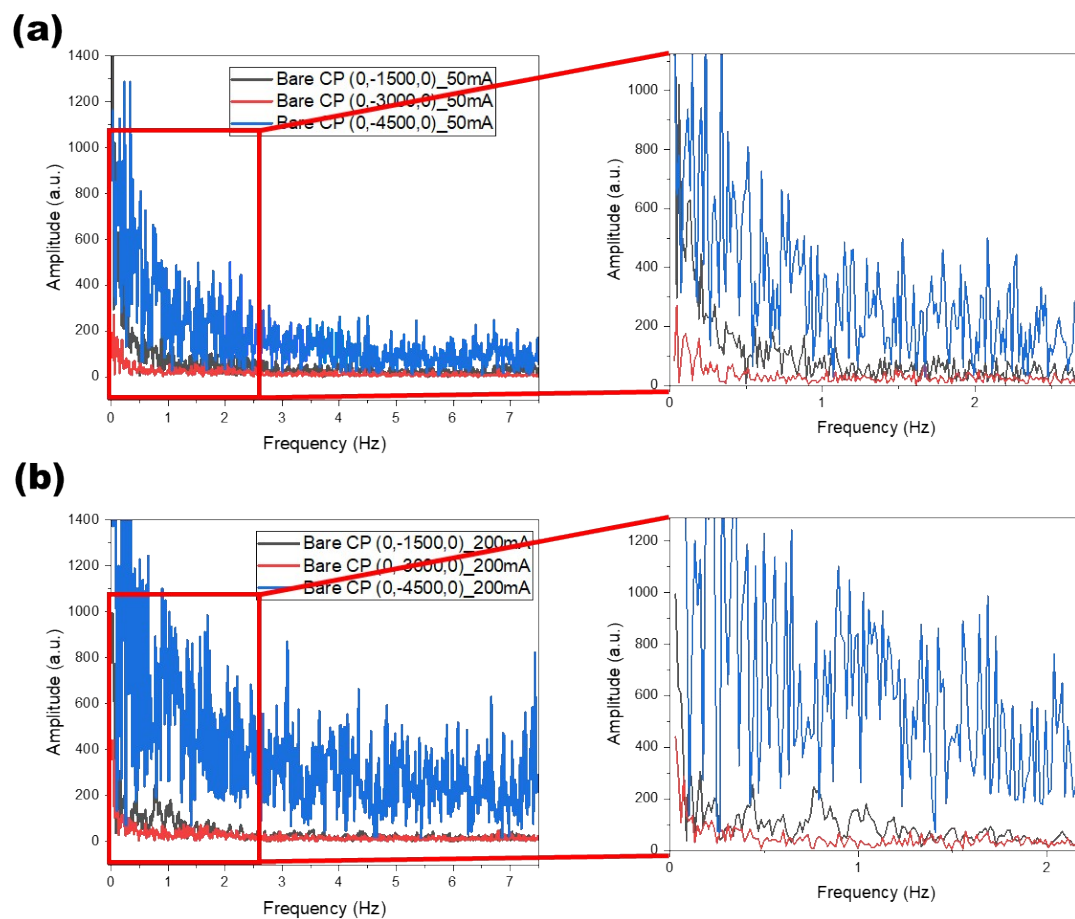 (a)
1400
1200
1000
800
600
400
200
0
Amplitude (a.u.)
Bare CP (0,-1500,0)_50mA
Bare CP (0,-3000,0)_50mA
Bare CP (0,-4500,0)_50mA
0 1 2 3 4 5 6 7
Frequency (Hz)
1000
800
600
400
200
0
Amplitude (a.u.)
0 1 2
Frequency (Hz)
(b)
1400
1200
1000
800
600
400
200
0
Amplitude (a.u.)
Bare CP (0,-1500,0)_200mA
Bare CP (0,-3000,0)_200mA
Bare CP (0,-4500,0)_200mA
0 1 2 3 4 5 6 7
Frequency (Hz)
1200
1000
800
600
400
200
0
Amplitude (a.u.)
0 1 2
Frequency (Hz)